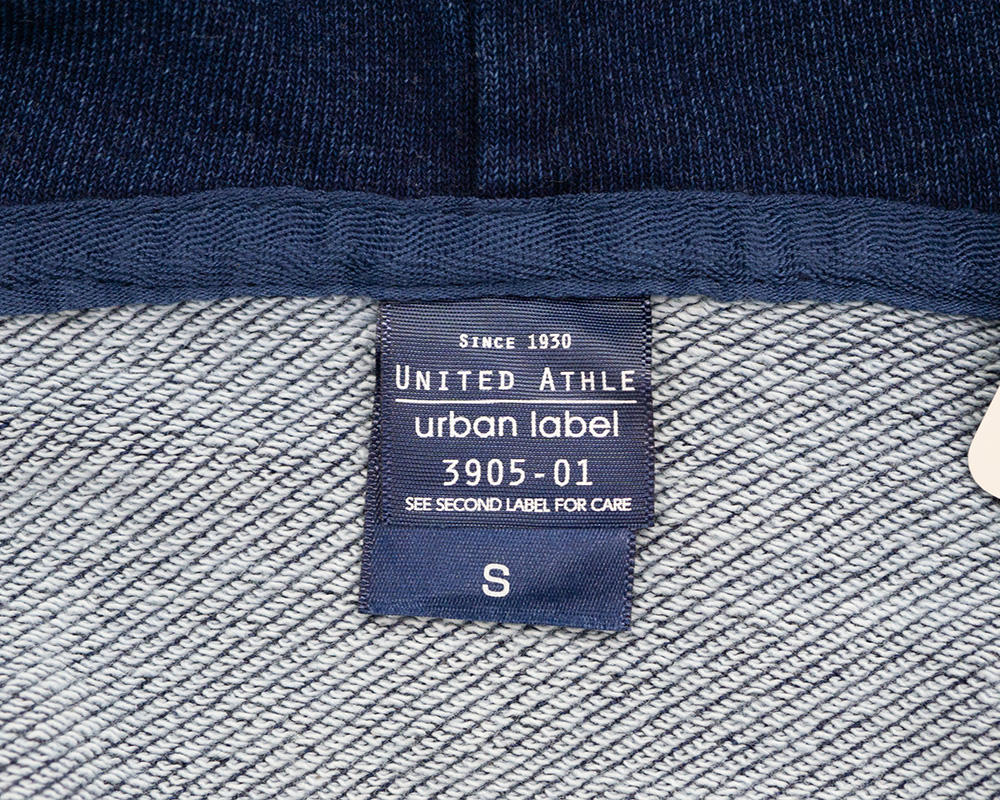 SINCE 1930
UNITED ATHLE
urban label
3905-01
SEE SECOND LABEL FOR CARE
S